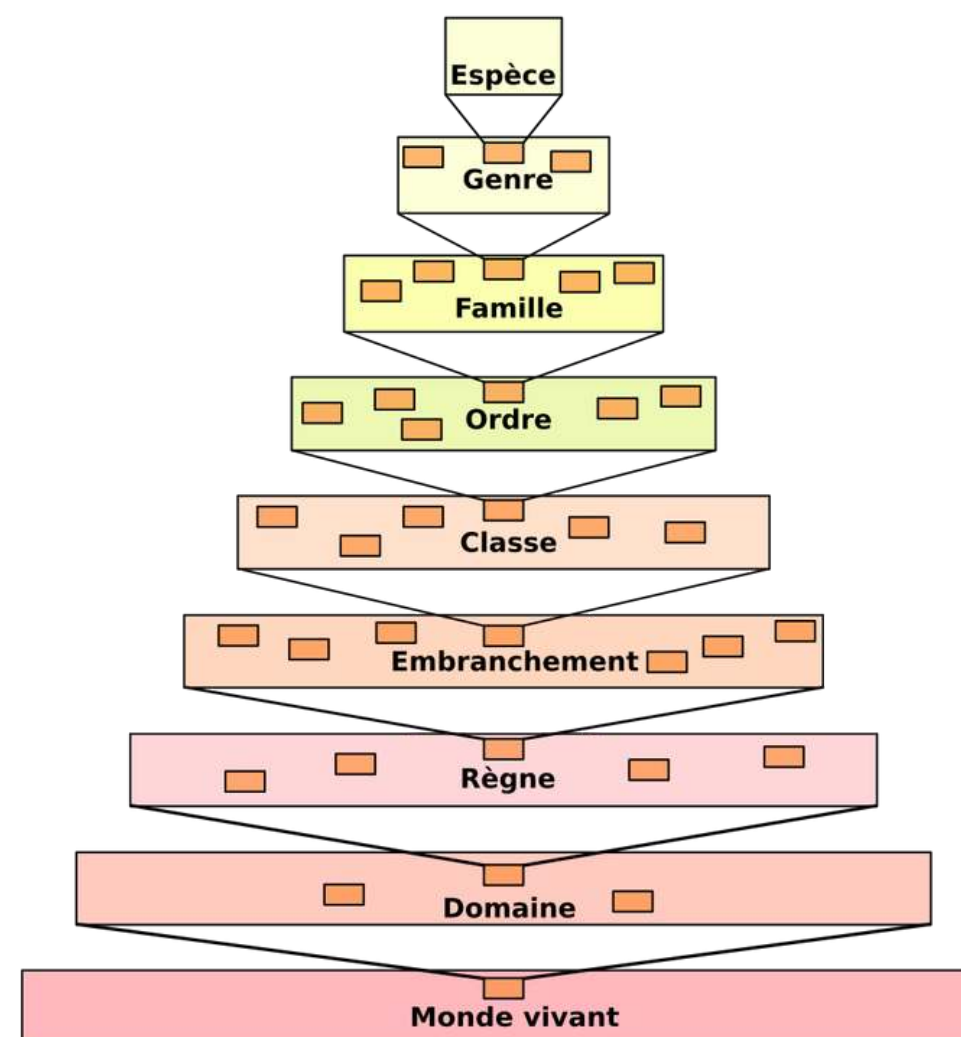 Espèce
Genre
Famille
Ordre
Classe
Embranchement
Règne
Domaine
Monde vivant